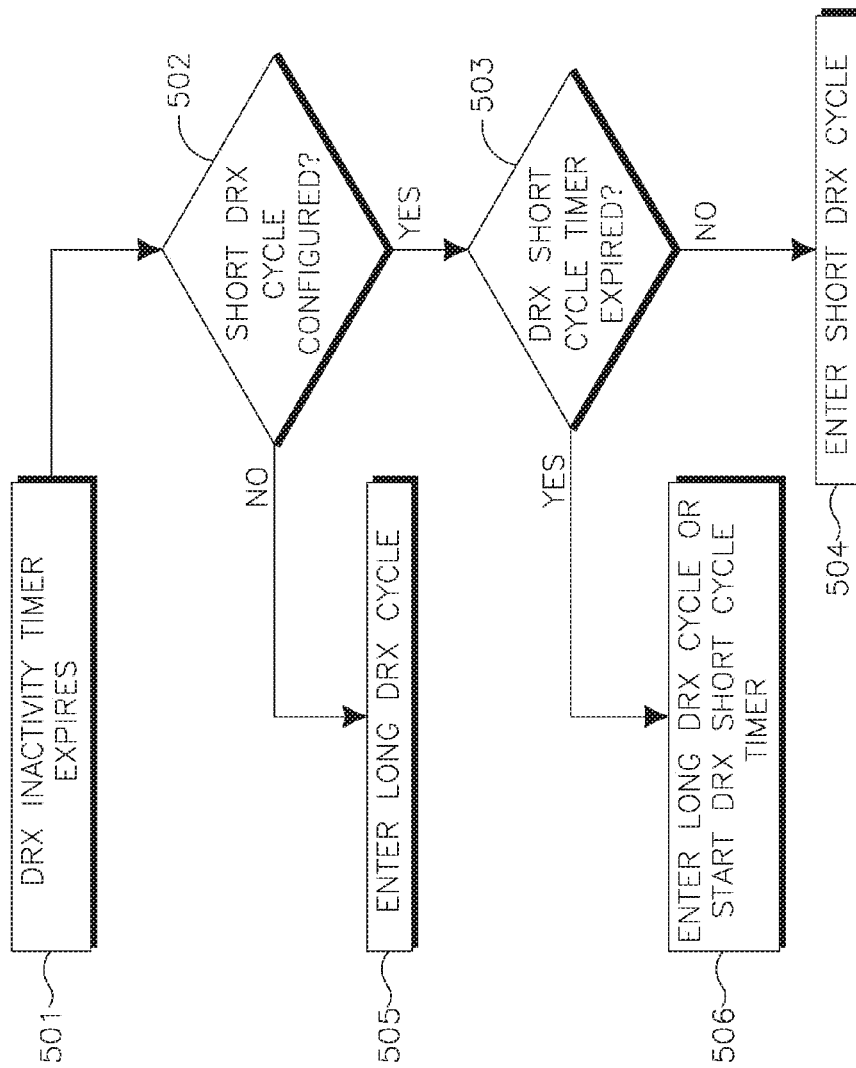 501
DRX INACTIVITY TIMER
EXPIRES
502
SHORT DRX
CYCLE
CONFIGURED?
NO
YES
505
ENTER LONG DRX CYCLE
503
DRX SHORT
CYCLE TIMER
EXPIRED?
YES
NO
506
ENTER LONG DRX CYCLE OR
START DRX SHORT CYCLE
TIMER
504
ENTER SHORT DRX CYCLE